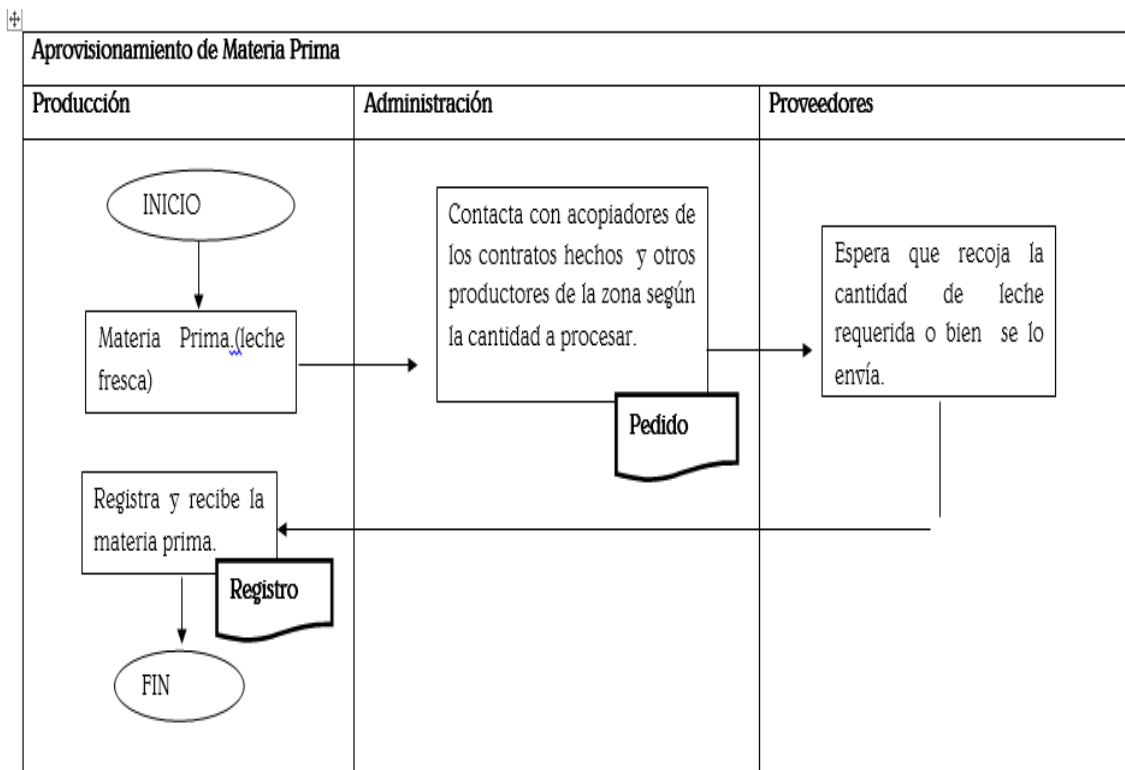 Aprovisionamiento de Materia Prima
Producción
Administración
Proveedores
INICIO
Materia Prima.(leche
fresca)
Contacta con acopiadores de
los contratos hechos y otros
productores de la zona según
la cantidad a procesar.
Pedido
Espera que recoja la
cantidad de leche
requerida o bien se lo
envía.
Registra y recibe la
materia prima.
Registro
FIN